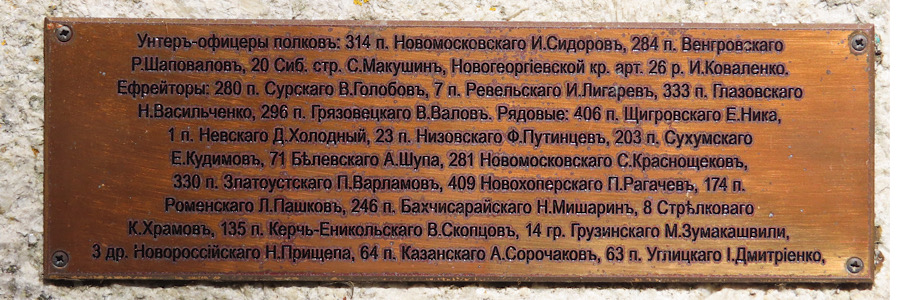 Унтеръ-офицеры полковъ: 314 п. Новомосковскаго И.Сидоровъ, 284 п. Венгровскаго
Р.Шаповаловъ, 20 Сиб. стр. С.Макушинъ, Новогеоргіевской кр. арт. 26 р. И.Коваленко.
Ефрейторы: 280 п. Сурскаго В.Голобовъ, 7 п. Ревельскаго И.Лигаревъ, 333 п. Глазовскаго
Н.Васильченко, 296 п. Грязовецкаго В.Валовъ. Рядовые: 406 п. Щигровскаго Е.Ника,
1 п. Невскаго Д.Холодный, 23 п. Низовскаго Ф.Путинцевъ, 203 п. Сухумскаго
Е.Кудимовъ, 71 Бѣлевскаго А.Шупа, 281 Новомосковскаго С.Краснощековъ,
330 п. Златоустскаго П.Варламовъ, 409 Новохоперскаго П.Рагачевъ, 174 п.
Роменскаго Л.Пашковъ, 246 п. Бахчисарайскаго Н.Мишаринъ, 8 Стрѣлковаго
К.Храмовъ, 135 п. Керчь-Еникольскаго В.Скопцовъ, 14 гр. Грузинскаго М.Зумакашвили,
3 др. Новороссійскаго Н.Прищепа, 64 п. Казанскаго А.Сорочаковъ, 63 п. Углицкаго І.Дмитріенко,